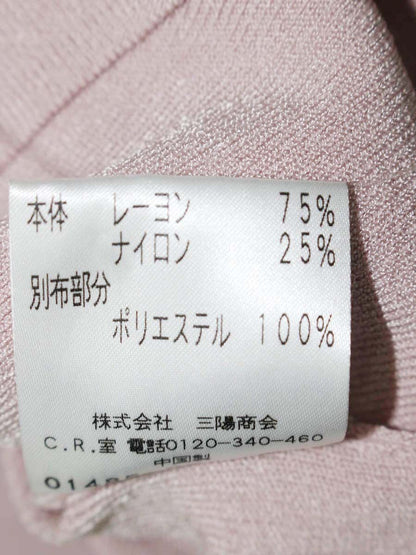 本体 レーヨン 75%
ナイロン 25%
別布部分
ポリエステル 100%
株式会社 三陽商会
C.R.室 電話0120-340-460
中国製